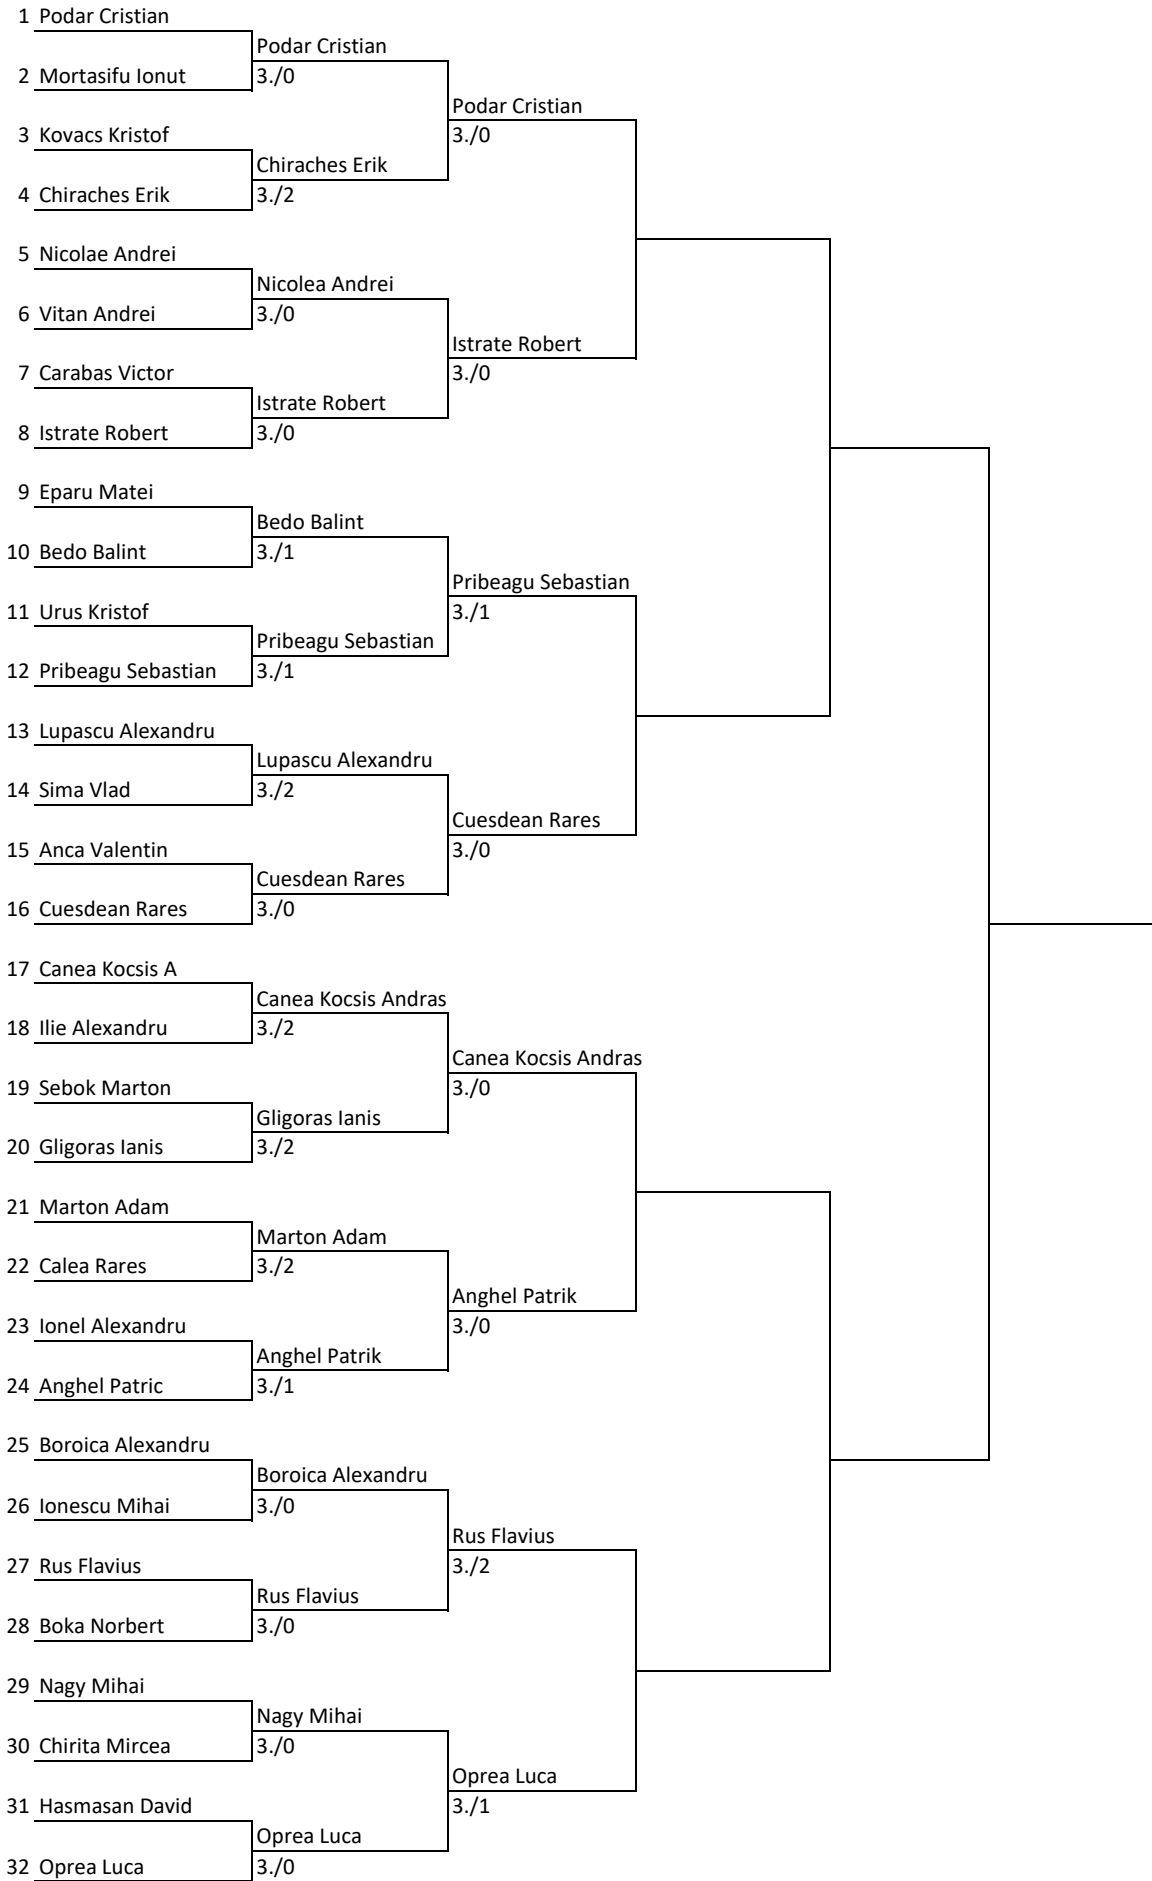 1 Podar Cristian
Podar Cristian
2 Mortasifu Ionut
3./0
Podar Cristian
3 Kovacs Kristof
3./0
Chiraches Erik
4 Chiraches Erik
3./2
5 Nicolae Andrei
Nicolea Andrei
6 Vitan Andrei
3./0
Istrate Robert
7 Carabas Victor
3./0
Istrate Robert
8 Istrate Robert
3./0
9 Eparu Matei
Bedo Balint
10 Bedo Balint
3./1
Pribeagu Sebastian
11 Urus Kristof
3./1
Pribeagu Sebastian
12 Pribeagu Sebastian
3./1
13 Lupascu Alexandru
Lupascu Alexandru
14 Sima Vlad
3./2
Cuesdean Rares
15 Anca Valentin
3./0
Cuesdean Rares
16 Cuesdean Rares
3./0
17 Canea Kocsis A
Canea Kocsis Andras
18 Ilie Alexandru
3./2
Canea Kocsis Andras
19 Sebok Marton
3./0
Gligoras Ianis
20 Gligoras Ianis
3./2
21 Marton Adam
Marton Adam
22 Calea Rares
3./2
Anghel Patrik
23 Ionel Alexandru
3./0
Anghel Patrik
24 Anghel Patric
3./1
25 Boroica Alexandru
Boroica Alexandru
26 Ionescu Mihai
3./0
Rus Flavius
27 Rus Flavius
3./2
Rus Flavius
28 Boka Norbert
3./0
29 Nagy Mihai
Nagy Mihai
30 Chirita Mircea
3./0
Oprea Luca
31 Hasmasan David
3./1
Oprea Luca
32 Oprea Luca
3./0